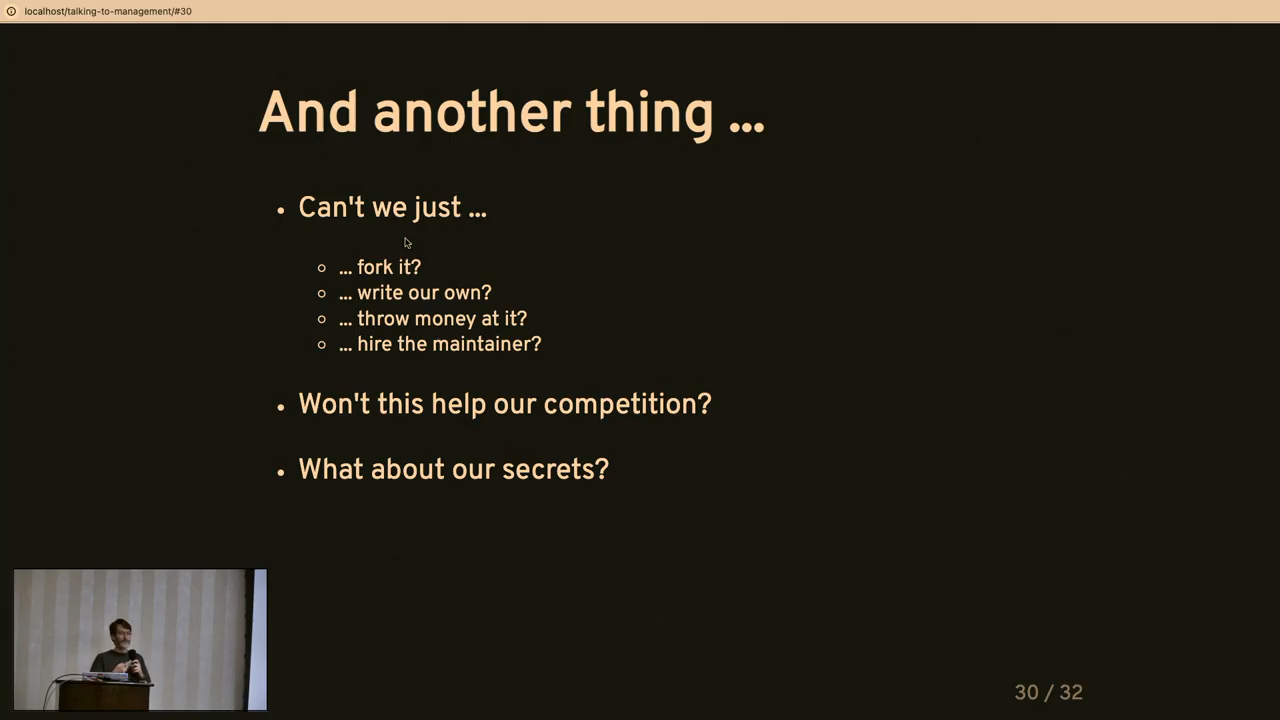 localhost/talking-to-management/#30
And another thing ...
Can't we just ...
... fork it?
... write our own?
... throw money at it?
... hire the maintainer?
Won't this help our competition?
What about our secrets?
30 / 32